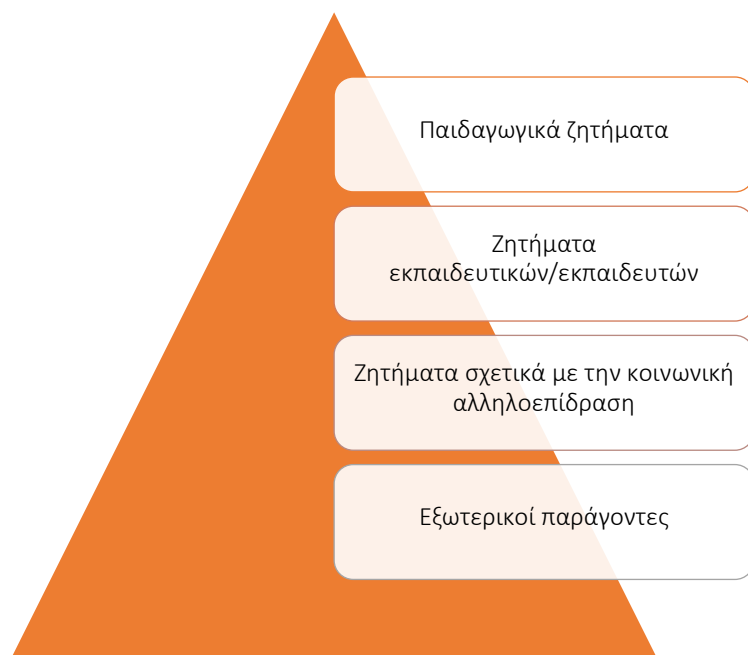 Παιδαγωγικά ζητήματα
Ζητήματα
εκπαιδευτικών/εκπαιδευτών
Ζητήματα σχετικά με την κοινωνική
αλληλοεπίδραση
Εξωτερικοί παράγοντες